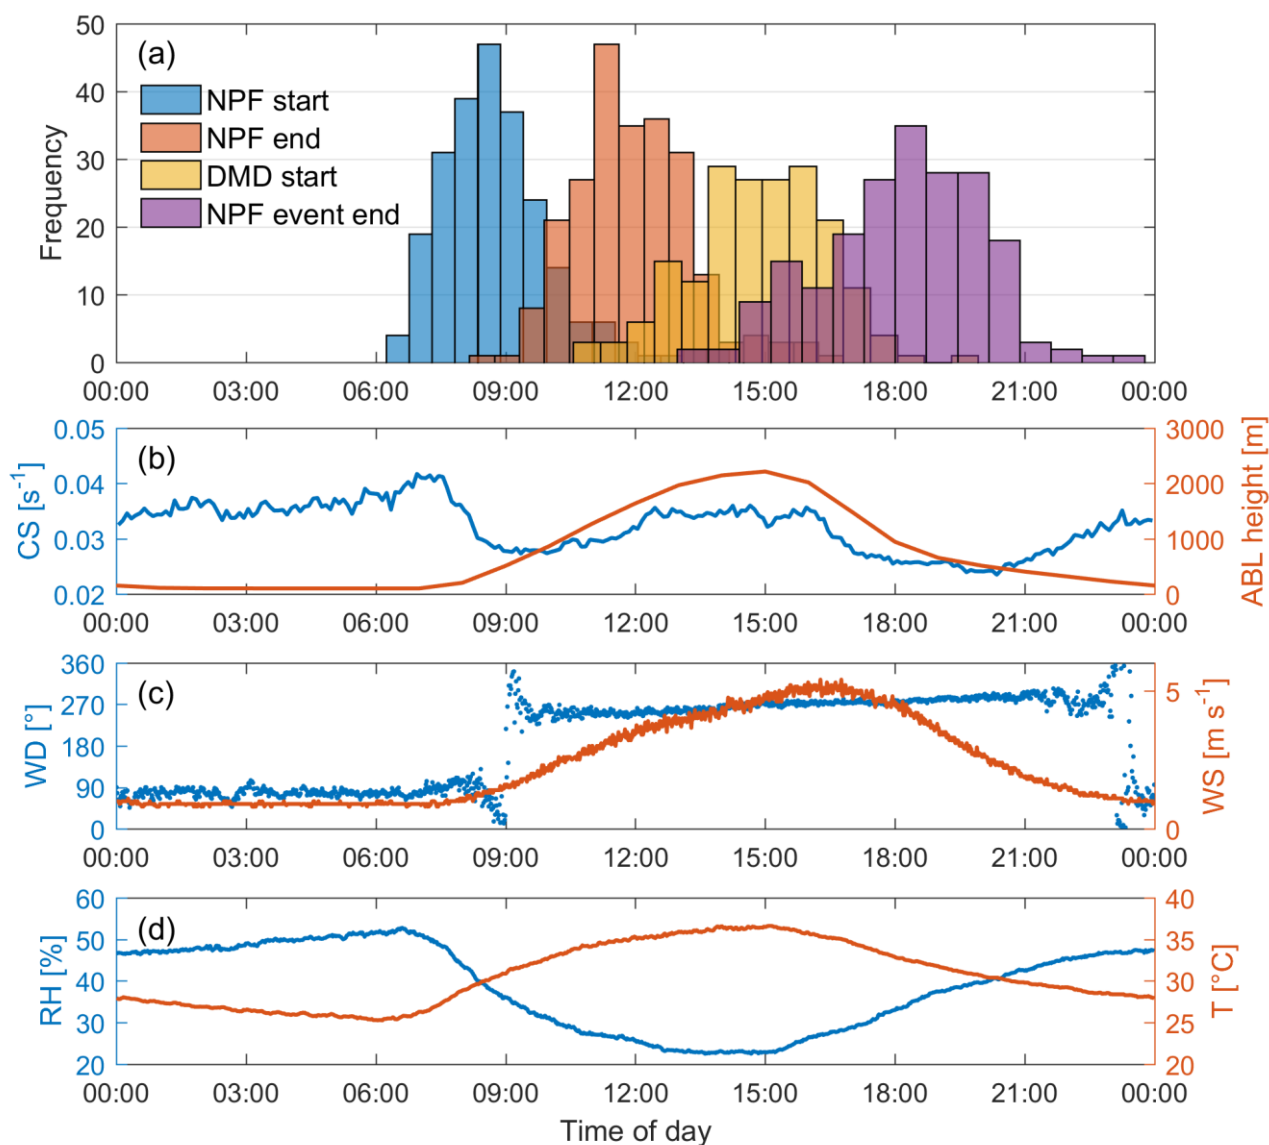 50
(a)
40
30
20
10
0
Frequency
NPF start
NPF end
DMD start
NPF event end
00:00 03:00 06:00 09:00 12:00 15:00 18:00 21:00 00:00
0.05
0.04
0.03
0.02
CS [s⁻¹]
(b)
3000
2000
1000
0
ABL height [m]
00:00 03:00 06:00 09:00 12:00 15:00 18:00 21:00 00:00
360
270
180
90
0
WD [°]
(c)
5
0
WS [m s⁻¹]
00:00 03:00 06:00 09:00 12:00 15:00 18:00 21:00 00:00
60
50
40
30
20
RH [%]
(d)
40
35
30
25
20
T [°C]
00:00 03:00 06:00 09:00 12:00 15:00 18:00 21:00 00:00
Time of day